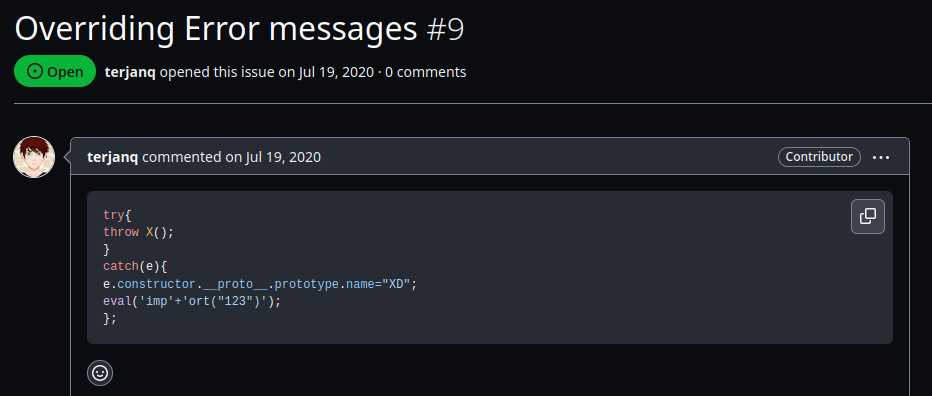 Overriding Error messages #9
Open terjanq opened this issue on Jul 19, 2020 · 0 comments
terjanq commented on Jul 19, 2020 Contributor
try{
throw X();
}
catch(e){
e.constructor.__proto__.prototype.name="XD";
eval('imp'+'ort("123")');
};